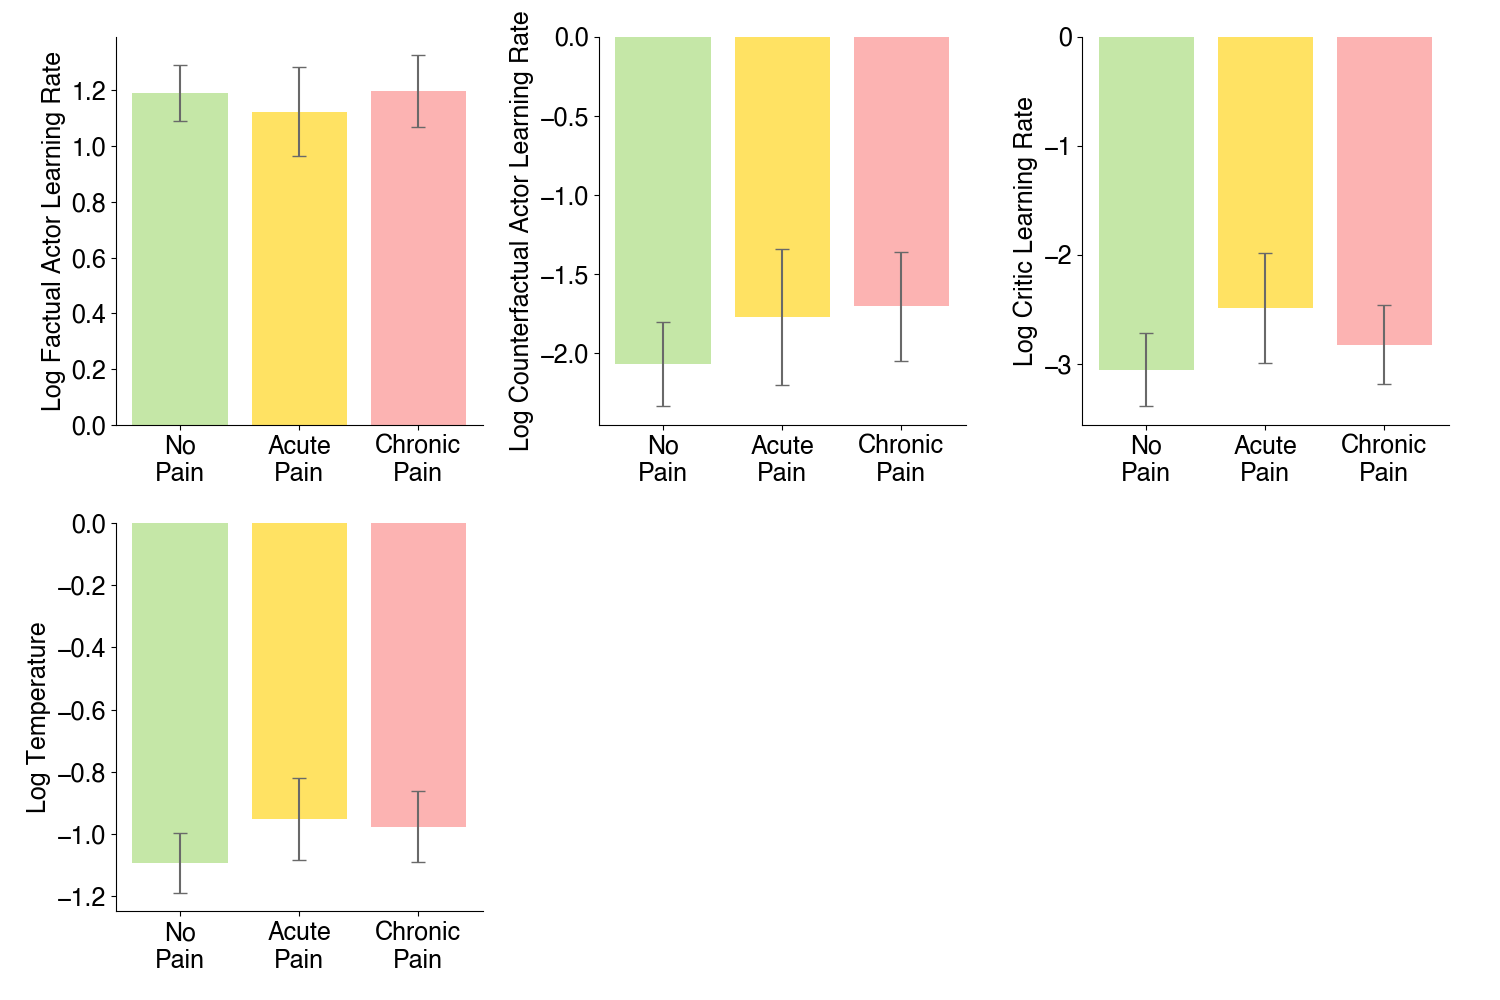 Log Factual Actor Learning Rate
1.2
1.0
0.8
0.6
0.4
0.2
0.0
No
Pain
Acute
Pain
Chronic
Pain
Log Counterfactual Actor Learning Rate
0.0
−0.5
−1.0
−1.5
−2.0
No
Pain
Acute
Pain
Chronic
Pain
Log Critic Learning Rate
0
−1
−2
−3
No
Pain
Acute
Pain
Chronic
Pain
Log Temperature
0.0
−0.2
−0.4
−0.6
−0.8
−1.0
−1.2
No
Pain
Acute
Pain
Chronic
Pain